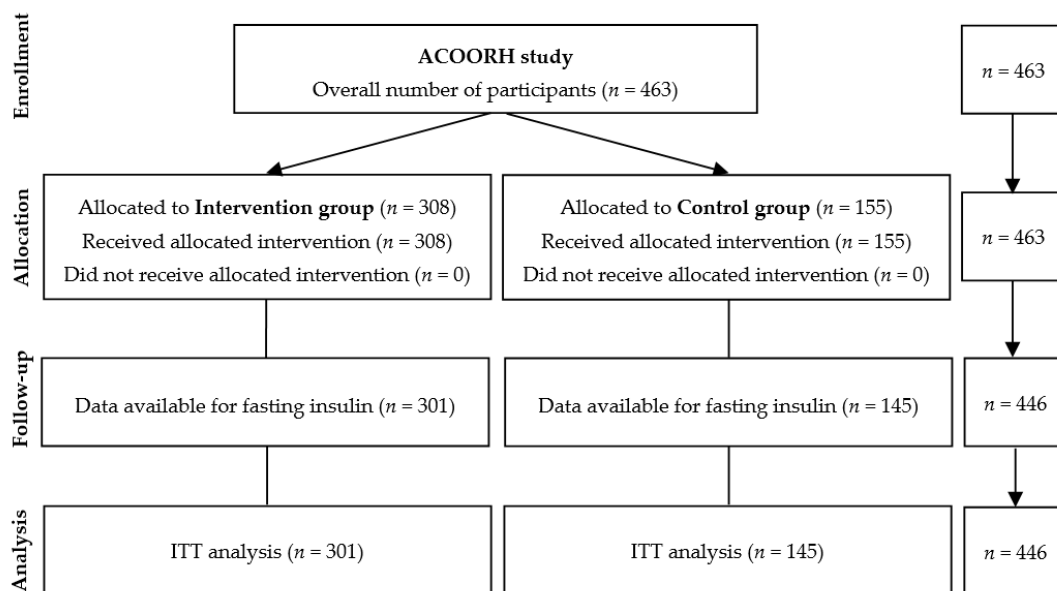 Enrollment
ACOORH study
Overall number of participants (n = 463)
n = 463
Allocation
Allocated to Intervention group (n = 308)
Received allocated intervention (n = 308)
Did not receive allocated intervention (n = 0)
Allocated to Control group (n = 155)
Received allocated intervention (n = 155)
Did not receive allocated intervention (n = 0)
n = 463
Follow-up
Data available for fasting insulin (n = 301)
Data available for fasting insulin (n = 145)
n = 446
Analysis
ITT analysis (n = 301)
ITT analysis (n = 145)
n = 446